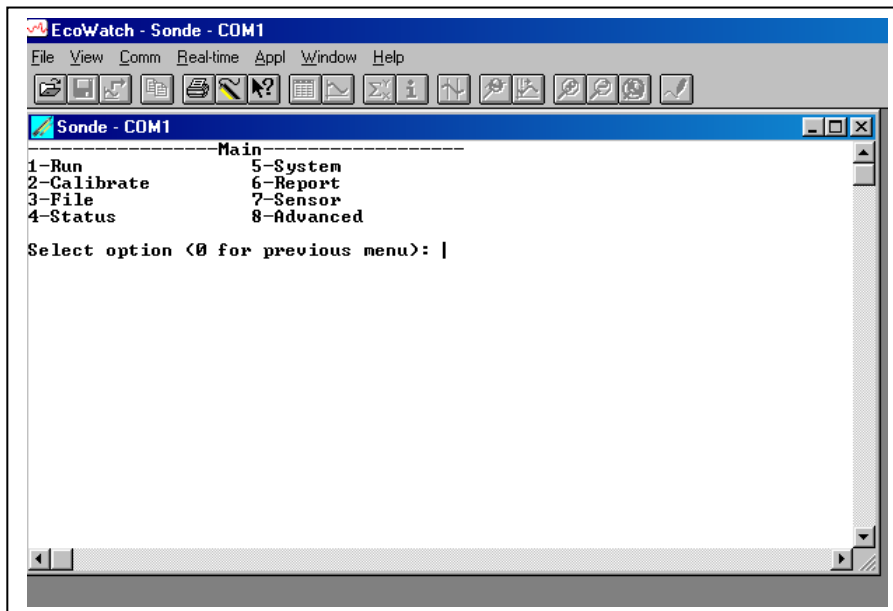 EcoWatch - Sonde - COM1
File View Comm Real-time Appl Window Help
Sonde - COM1
------------------Main-------------------
1-Run 5-System
2-Calibrate 6-Report
3-File 7-Sensor
4-Status 8-Advanced
Select option (0 for previous menu):